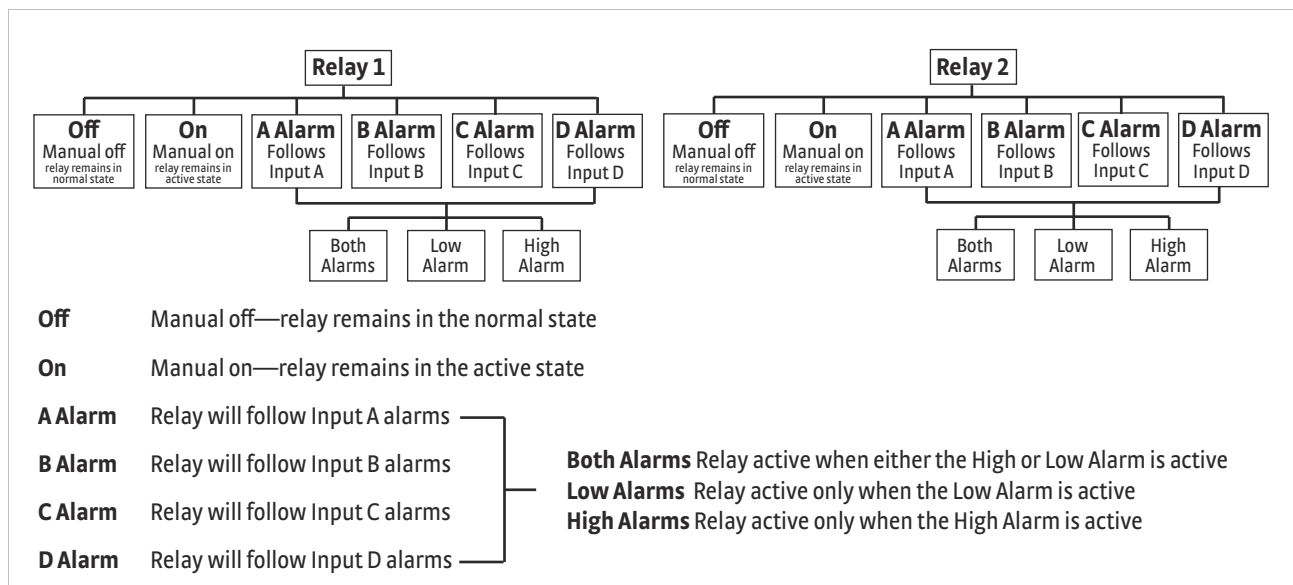 Relay 1
Off
Manual off
relay remains in
normal state
On
Manual on
relay remains in
active state
A Alarm
Follows
Input A
B Alarm
Follows
Input B
C Alarm
Follows
Input C
D Alarm
Follows
Input D
Both
Alarms
Low
Alarm
High
Alarm
Relay 2
Off
Manual off
relay remains in
normal state
On
Manual on
relay remains in
active state
A Alarm
Follows
Input A
B Alarm
Follows
Input B
C Alarm
Follows
Input C
D Alarm
Follows
Input D
Both
Alarms
Low
Alarm
High
Alarm
Off Manual off—relay remains in the normal state
On Manual on—relay remains in the active state
A Alarm Relay will follow Input A alarms
B Alarm Relay will follow Input B alarms
C Alarm Relay will follow Input C alarms
D Alarm Relay will follow Input D alarms
Both Alarms Relay active when either the High or Low Alarm is active
Low Alarms Relay active only when the Low Alarm is active
High Alarms Relay active only when the High Alarm is active